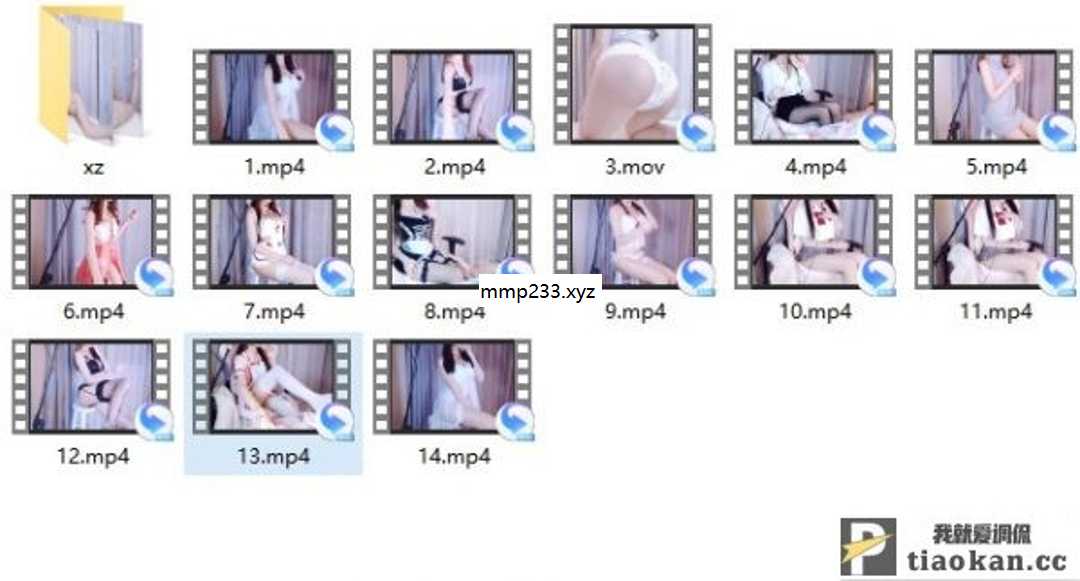 xz
1.mp4
2.mp4
3.mov
4.mp4
5.mp4
6.mp4
7.mp4
8.mp4
9.mp4
10.mp4
11.mp4
mmp233.xyz
12.mp4
13.mp4
14.mp4
我就爱调侃
tiaokan.cc